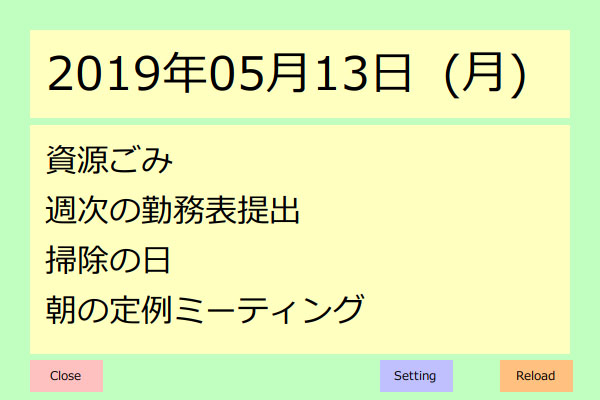 2019年05月13日 (月)
資源ごみ
週次の勤務表提出
掃除の日
朝の定例ミーティング
Close Setting Reload